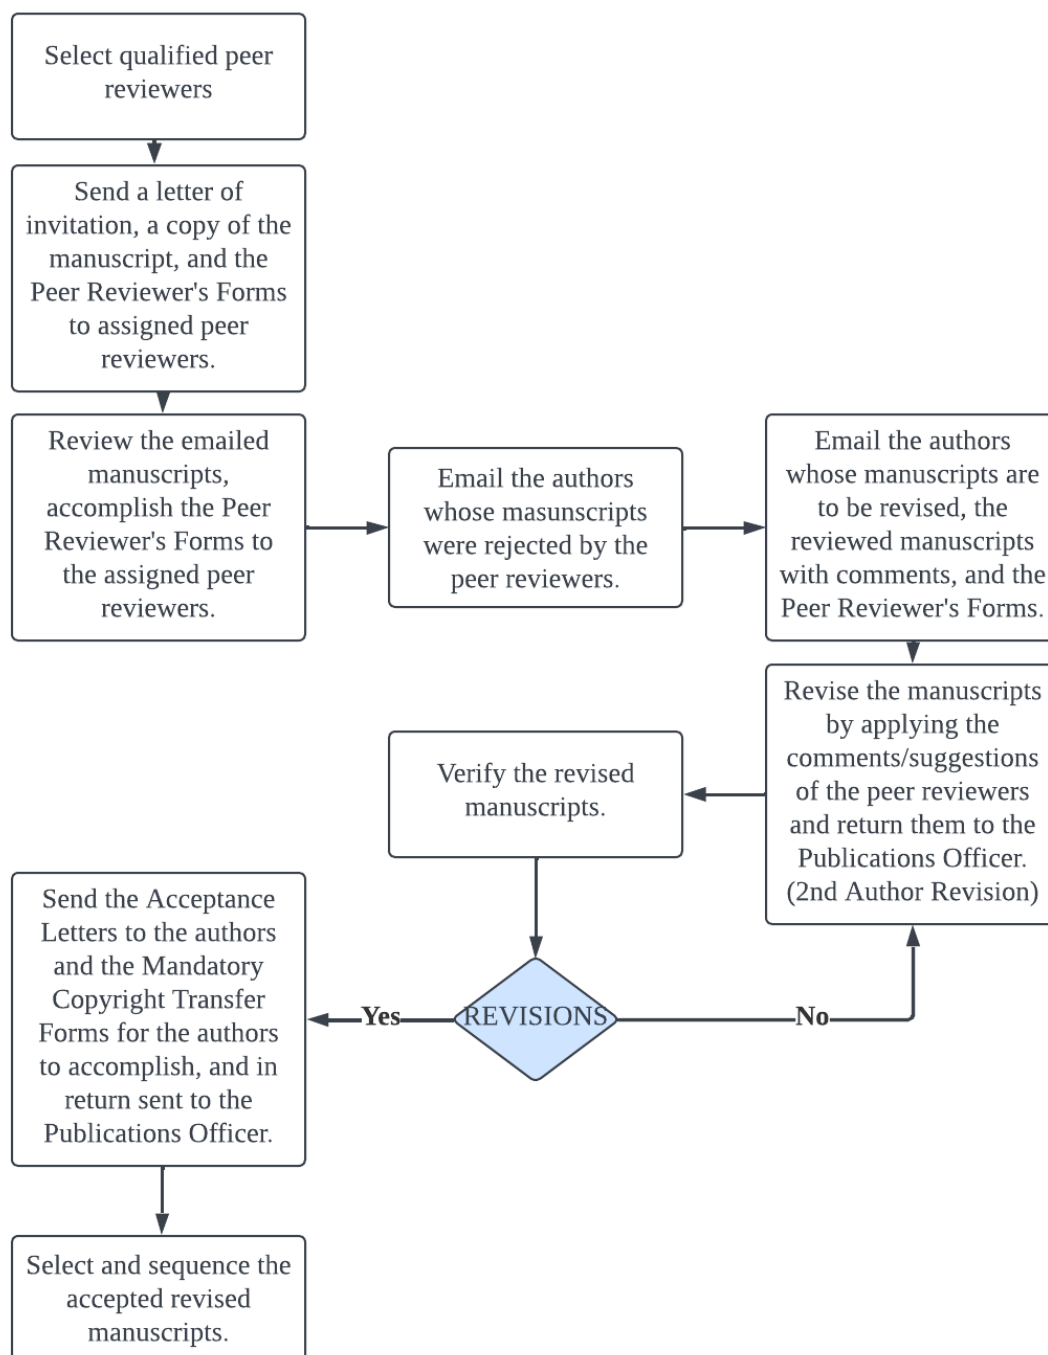 Select qualified peer
reviewers
Send a letter of
invitation, a copy of the
manuscript, and the
Peer Reviewer's Forms
to assigned peer
reviewers.
Review the emailed
manuscripts,
accomplish the Peer
Reviewer's Forms to
the assigned peer
reviewers.
Email the authors
whose masunscripts
were rejected by the
peer reviewers.
Email the authors
whose manuscripts are
to be revised, the
reviewed manuscripts
with comments, and the
Peer Reviewer's Forms.
Revise the manuscripts
by applying the
comments/suggestions
of the peer reviewers
and return them to the
Publications Officer.
(2nd Author Revision)
Verify the revised
manuscripts.
REVISIONS
Yes
No
Send the Acceptance
Letters to the authors
and the Mandatory
Copyright Transfer
Forms for the authors
to accomplish, and in
return sent to the
Publications Officer.
Select and sequence the
accepted revised
manuscripts.